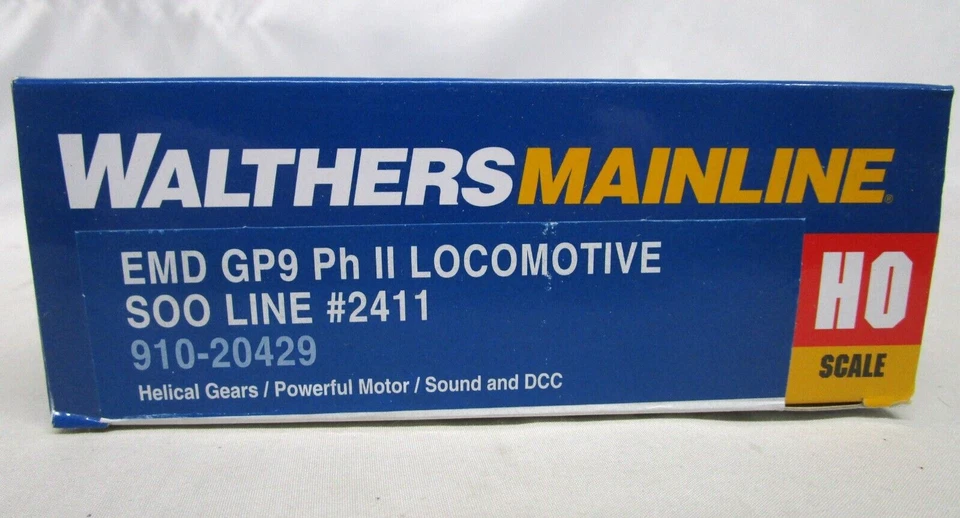 WALTHERSMAINLINE®
EMD GP9 Ph II LOCOMOTIVE
SOO LINE #2411
910-20429
Helical Gears / Powerful Motor / Sound and DCC
HO
SCALE